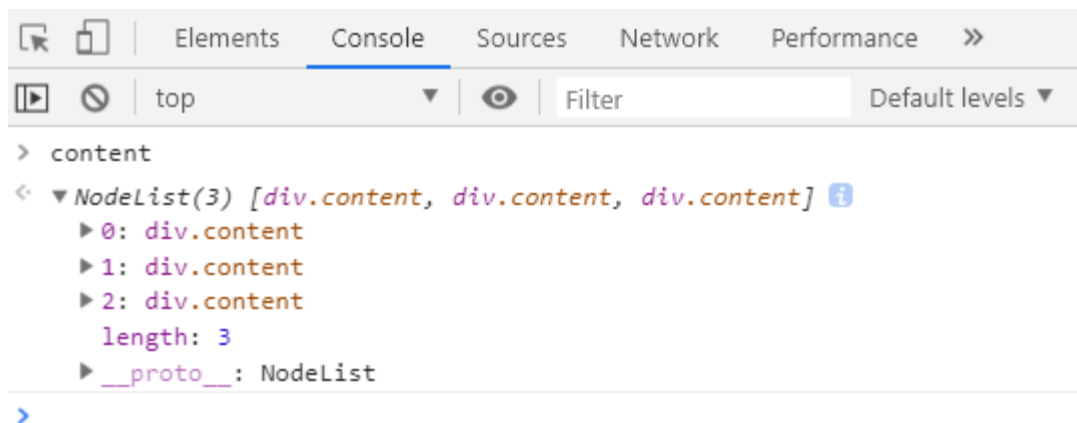 Elements Console Sources Network Performance »
top ▼ Filter Default levels ▼
> content
NodeList(3) [div.content, div.content, div.content] i
0: div.content
1: div.content
2: div.content
length: 3
__proto__: NodeList
>